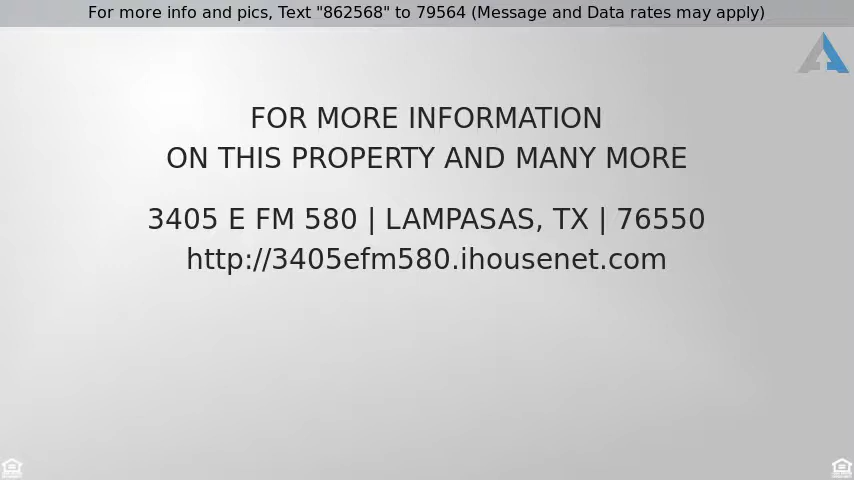 For more info and pics, Text "862568" to 79564 (Message and Data rates may apply)
FOR MORE INFORMATION
ON THIS PROPERTY AND MANY MORE
3405 E FM 580 | LAMPASAS, TX | 76550
http://3405efm580.ihousenet.com